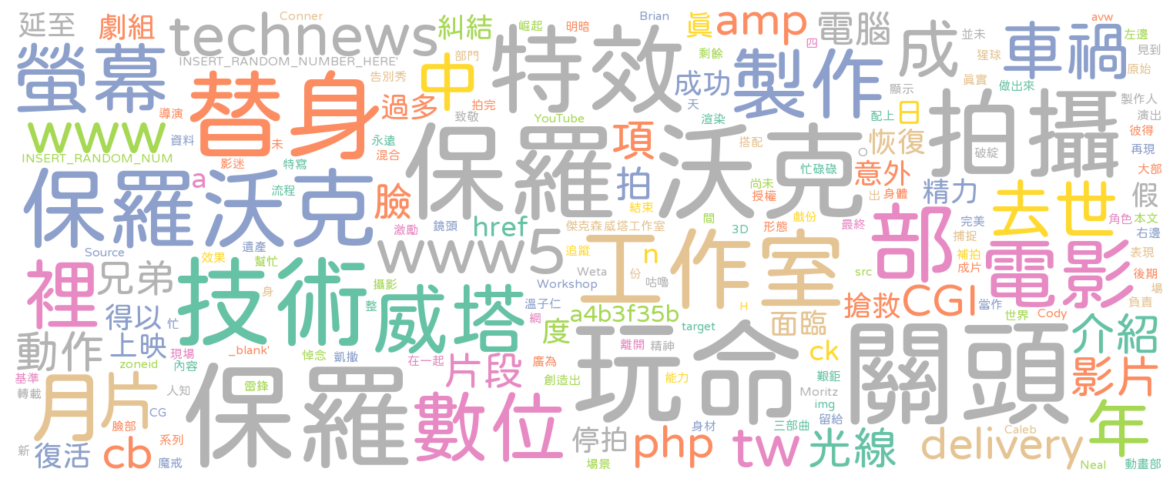 延至 劇組 Conner technews 糾結 崛起 明暗 Brian 真 amp 四 電腦 成 並未 avw 左邊
螢幕 INSERT_RANDOM_NUMBER_HERE' 部門 特效 剩餘 猩球 見到
替身 告別秀 中 成功 製作 顯示 真實 車禍 原始
www 導演 過多 拍完 致敬 天 渲染 日 配上 做出來 製作人
INSERT_RANDOM_NUM 資料 未 永遠 YouTube 項 搭配 恢復 拍攝 演出
影迷 混合 保羅沃克 忙碌碌 。 破綻 彼得
保羅沃克 a 特寫 拍 尚未 意外 精力 再現
流程 臉 激勵 鏡頭 href 結束 授權 出 身體 去世 假 大部
遺產 傑克森威塔工作室 間 戲份 最終 部 完美 角色 本文
Source 效果 www5 追蹤 工作室 n 3D 形態 捕捉 電影 右邊
裡 兄弟 幫忙 攝影 Weta 份 咕嚕 src 補拍 表現
技術 威塔 Workshop H 成片 後期
得以 身 整 溫子仁 a4b3f35b 搶救 CGI 當作 場
忙 網 度 target 面臨 世界 Cody 負責
動作 上映 現場 _blank' 悼念 凱撒 離開 精神 玩命 ck 關頭 介紹
zoneid 內容 在一起 片段 廣為 艱鉅
基準 月片 人知 雷鋒 保羅 創造出 能力 Moritz 影片
轉載 CG 數位 身材 img 留給
臉部 停拍 php 三部曲 光線 delivery Caleb 年
新 復活 cb 系列 魔戒 場景 tw Neal 動畫部